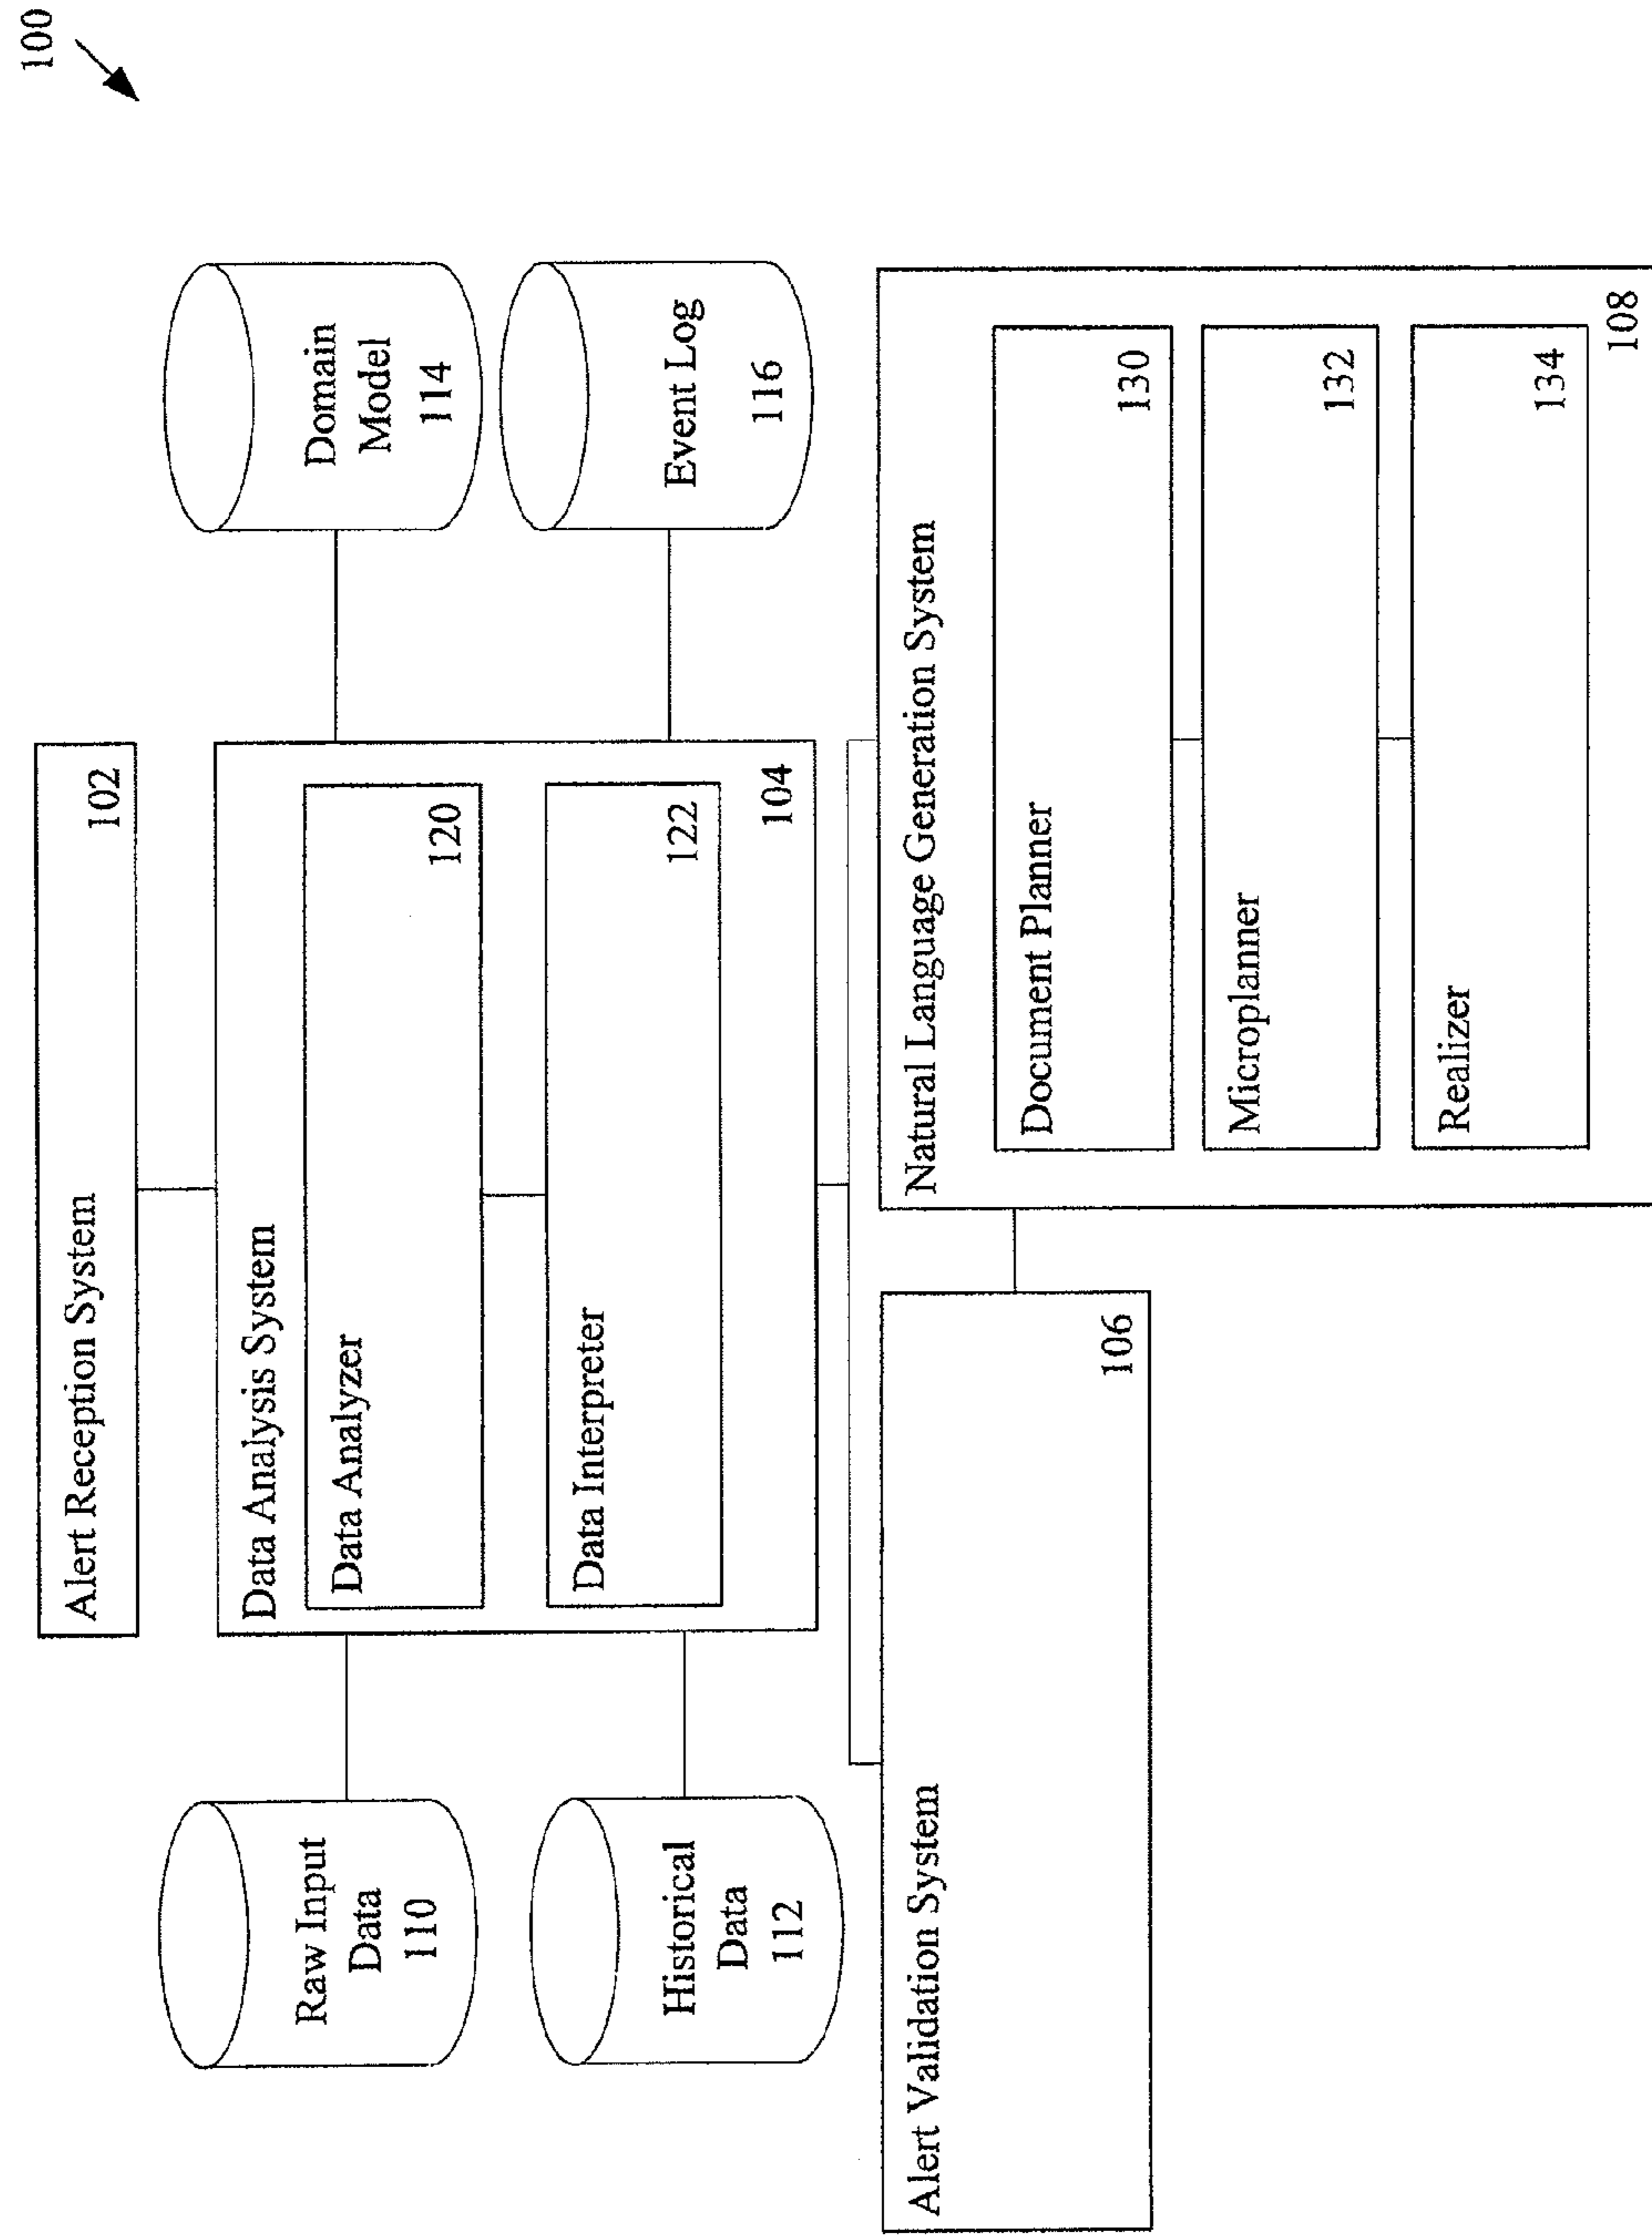 100
Alert Reception System
102
Data Analysis System
Data Analyzer
120
Data Interpreter
122
104
Raw Input
Data
110
Historical
Data
112
Domain
Model
114
Event Log
116
Alert Validation System
106
Natural Language Generation System
Document Planner
130
Microplanner
132
Realizer
134
108